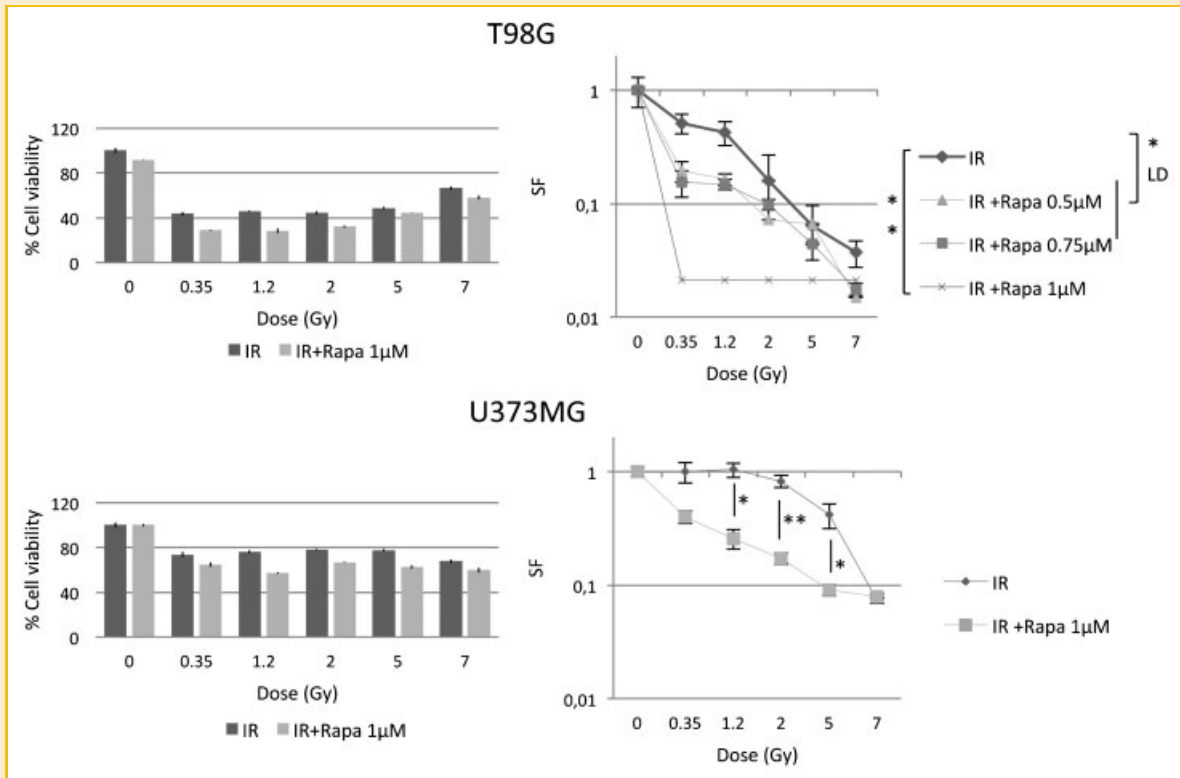 T98G
% Cell viability
120
80
40
0
0 0.35 1.2 2 5 7
Dose (Gy)
IR IR+Rapa 1µM
SF
1
0,1
0,01
0 0.35 1.2 2 5 7
Dose (Gy)
IR
IR +Rapa 0.5µM
IR +Rapa 0.75µM
IR +Rapa 1µM
*
*
*
LD
U373MG
% Cell viability
120
80
40
0
0 0.35 1.2 2 5 7
Dose (Gy)
IR IR+Rapa 1µM
SF
1
0,1
0,01
*
**
*
0 0.35 1.2 2 5 7
Dose (Gy)
IR
IR +Rapa 1µM